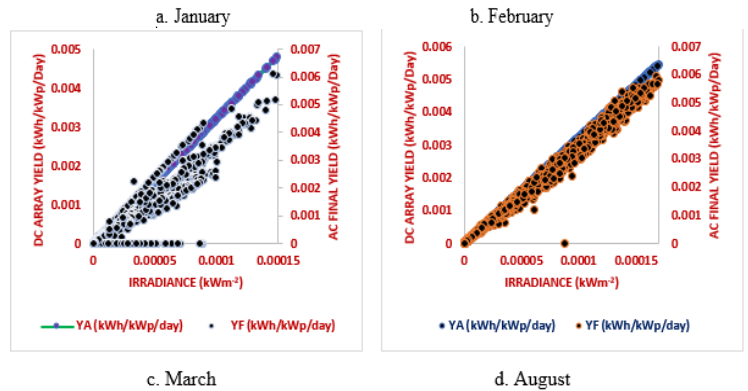 a. January
b. February
0.005
0.004
0.003
0.002
0.001
0
0.007
0.006
0.005
0.004
0.003
0.002
0.001
0
0
0.00005
0.0001
0.00015
DC ARRAY YIELD (kWh/kWp/Day)
AC FINAL YIELD (kWh/kWp/Day)
IRRADIANCE (kWm-2)
YA (kWh/kWp/day)
YF (kWh/kWp/day)
0.006
0.005
0.004
0.003
0.002
0.001
0
0.007
0.006
0.005
0.004
0.003
0.002
0.001
0
0
0.00005
0.0001
0.00015
DC ARRAY YIELD (kWh/kWp/Day)
AC FINAL YIELD (kWh/kWp/Day)
IRRADIANCE (kWm-2)
YA (kWh/kWp/day)
YF (kWh/kWp/day)
c. March
d. August